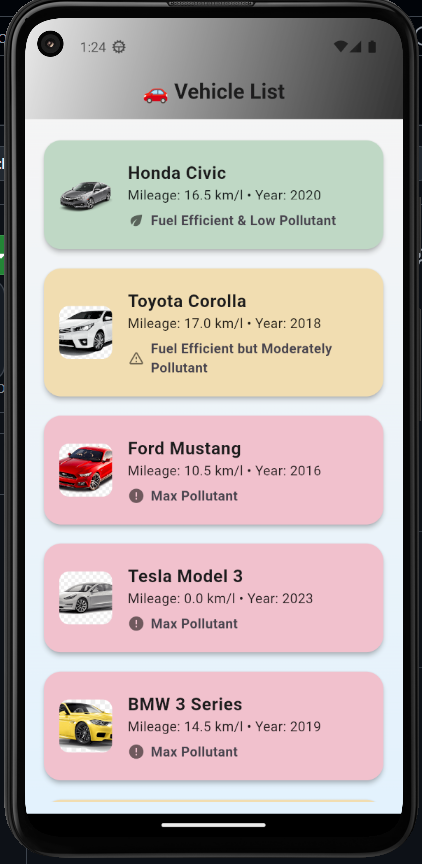 1:24
🚗 Vehicle List
Honda Civic
Mileage: 16.5 km/l • Year: 2020
Fuel Efficient & Low Pollutant
Toyota Corolla
Mileage: 17.0 km/l • Year: 2018
Fuel Efficient but Moderately
Pollutant
Ford Mustang
Mileage: 10.5 km/l • Year: 2016
Max Pollutant
Tesla Model 3
Mileage: 0.0 km/l • Year: 2023
Max Pollutant
BMW 3 Series
Mileage: 14.5 km/l • Year: 2019
Max Pollutant